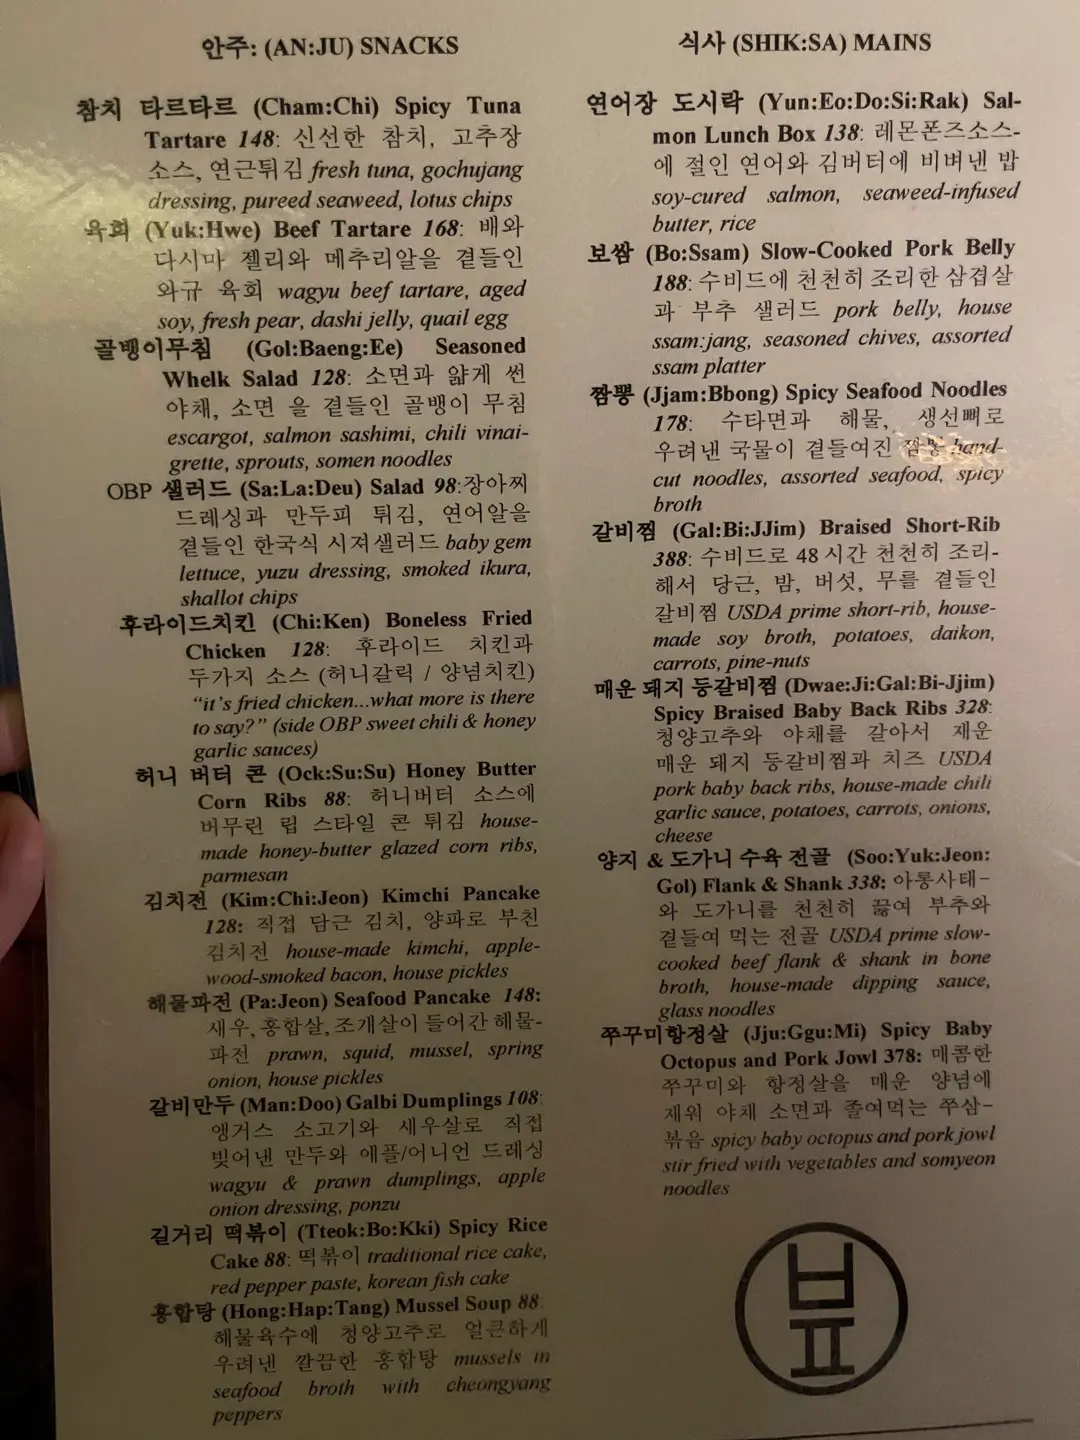 안주: (AN:JU) SNACKS
참치 타르타르 (Cham:Chi) Spicy Tuna
Tartare 148: 신선한 참치, 고추장
소스, 연근튀김 fresh tuna, gochujang
dressing, pureed seaweed, lotus chips
육회 (Yuk:Hwe) Beef Tartare 168: 배와
다시마 젤리와 메추리알을 곁들인
와규 육회 wagyu beef tartare, aged
soy, fresh pear, dashi jelly, quail egg
골뱅이무침 (Gol:Baeng:Ee) Seasoned
Whelk Salad 128: 소면과 얇게 썬
야채, 소면 을 곁들인 골뱅이 무침
escargot, salmon sashimi, chili vinai-
grette, sprouts, somen noodles
OBP 샐러드 (Sa:La:Deu) Salad 98:장아찌
드레싱과 만두피 튀김, 연어알을
곁들인 한국식 시져샐러드 baby gem
lettuce, yuzu dressing, smoked ikura,
shallot chips
후라이드치킨 (Chi:Ken) Boneless Fried
Chicken 128: 후라이드 치킨과
두가지 소스 (허니갈릭 / 양념치킨)
“it’s fried chicken...what more is there
to say?” (side OBP sweet chili & honey
garlic sauces)
허니 버터 콘 (Ock:Su:Su) Honey Butter
Corn Ribs 88: 허니버터 소스에
버무린 립 스타일 콘 튀김 house-
made honey-butter glazed corn ribs,
parmesan
김치전 (Kim:Chi:Jeon) Kimchi Pancake
128: 직접 담근 김치, 양파로 부친
김치전 house-made kimchi, apple-
wood-smoked bacon, house pickles
해물파전 (Pa:Jeon) Seafood Pancake 148:
새우, 홍합살, 조개살이 들어간 해물-
파전 prawn, squid, mussel, spring
onion, house pickles
갈비만두 (Man:Doo) Galbi Dumplings 108:
앵거스 소고기와 새우살로 직접
빚어낸 만두와 애플/어니언 드레싱
wagyu & prawn dumplings, apple
onion dressing, ponzu
길거리 떡볶이 (Tteok:Bo:Kki) Spicy Rice
Cake 88: 떡볶이 traditional rice cake,
red pepper paste, korean fish cake
홍합탕 (Hong:Hap:Tang) Mussel Soup 88:
해물육수에 청양고추로 얼큰하게
우려낸 깔끔한 홍합탕 mussels in
seafood broth with cheongyang
peppers
식사 (SHIK:SA) MAINS
연어장 도시락 (Yun:Eo:Do:Si:Rak) Sal-
mon Lunch Box 138: 레몬폰즈소스-
에 절인 연어와 김버터에 비벼낸 밥
soy-cured salmon, seaweed-infused
butter, rice
보쌈 (Bo:Ssam) Slow-Cooked Pork Belly
188: 수비드에 천천히 조리한 삼겹살
과 부추 샐러드 pork belly, house
ssam:jang, seasoned chives, assorted
ssam platter
짬뽕 (Jjam:Bbong) Spicy Seafood Noodles
178: 수타면과 해물, 생선뼈로
우려낸 국물이 곁들여진 짬뽕 hand-
cut noodles, assorted seafood, spicy
broth
갈비찜 (Gal:Bi:JJim) Braised Short-Rib
388: 수비드로 48 시간 천천히 조리-
해서 당근, 밤, 버섯, 무를 곁들인
갈비찜 USDA prime short-rib, house-
made soy broth, potatoes, daikon,
carrots, pine-nuts
매운 돼지 등갈비찜 (Dwae:Ji:Gal:Bi-Jjim)
Spicy Braised Baby Back Ribs 328:
청양고추와 야채를 갈아서 재운
매운 돼지 등갈비찜과 치즈 USDA
pork baby back ribs, house-made chili
garlic sauce, potatoes, carrots, onions,
cheese
양지 & 도가니 수육 전골 (Soo:Yuk:Jeon:
Gol) Flank & Shank 338: 아롱사태-
와 도가니를 천천히 끓여 부추와
곁들여 먹는 전골 USDA prime slow-
cooked beef flank & shank in bone
broth, house-made dipping sauce,
glass noodles
쭈꾸미항정살 (Jju:Ggu:Mi) Spicy Baby
Octopus and Pork Jowl 378: 매콤한
쭈꾸미와 항정살을 매운 양념에
재워 야채 소면과 졸여먹는 쭈삼-
볶음 spicy baby octopus and pork jowl
stir fried with vegetables and somyeon
noodles